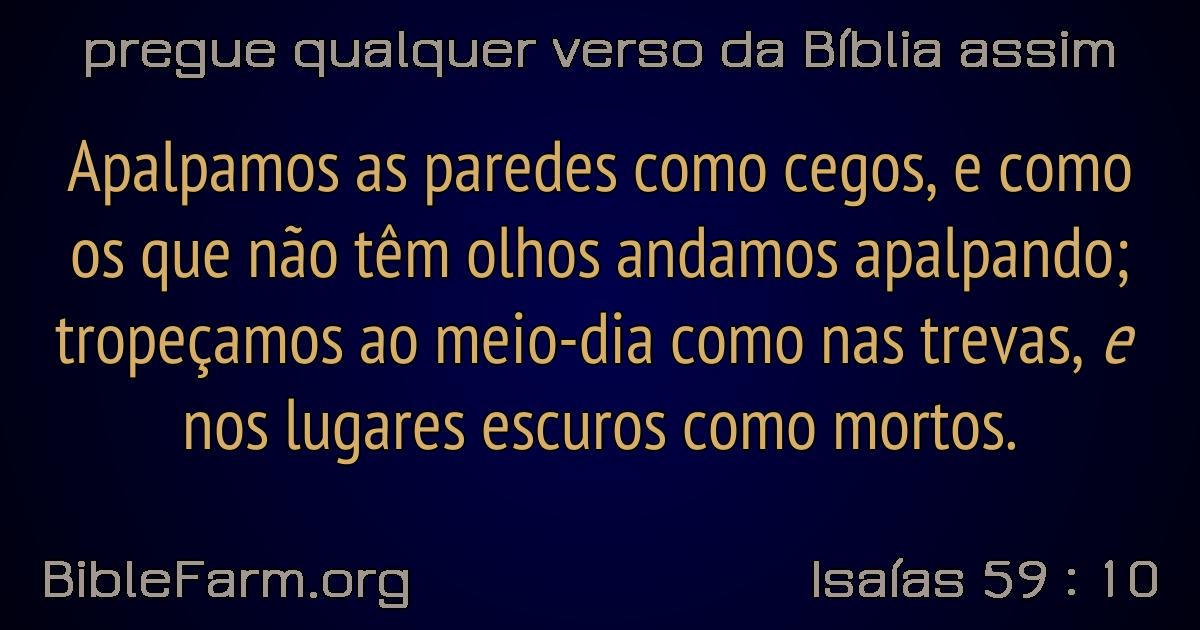 pregue qualquer verso da Bíblia assim
Apalpamos as paredes como cegos, e como
os que não têm olhos andamos apalpando;
tropeçamos ao meio-dia como nas trevas, e
nos lugares escuros como mortos.
BibleFarm.org
Isaías 59 : 10